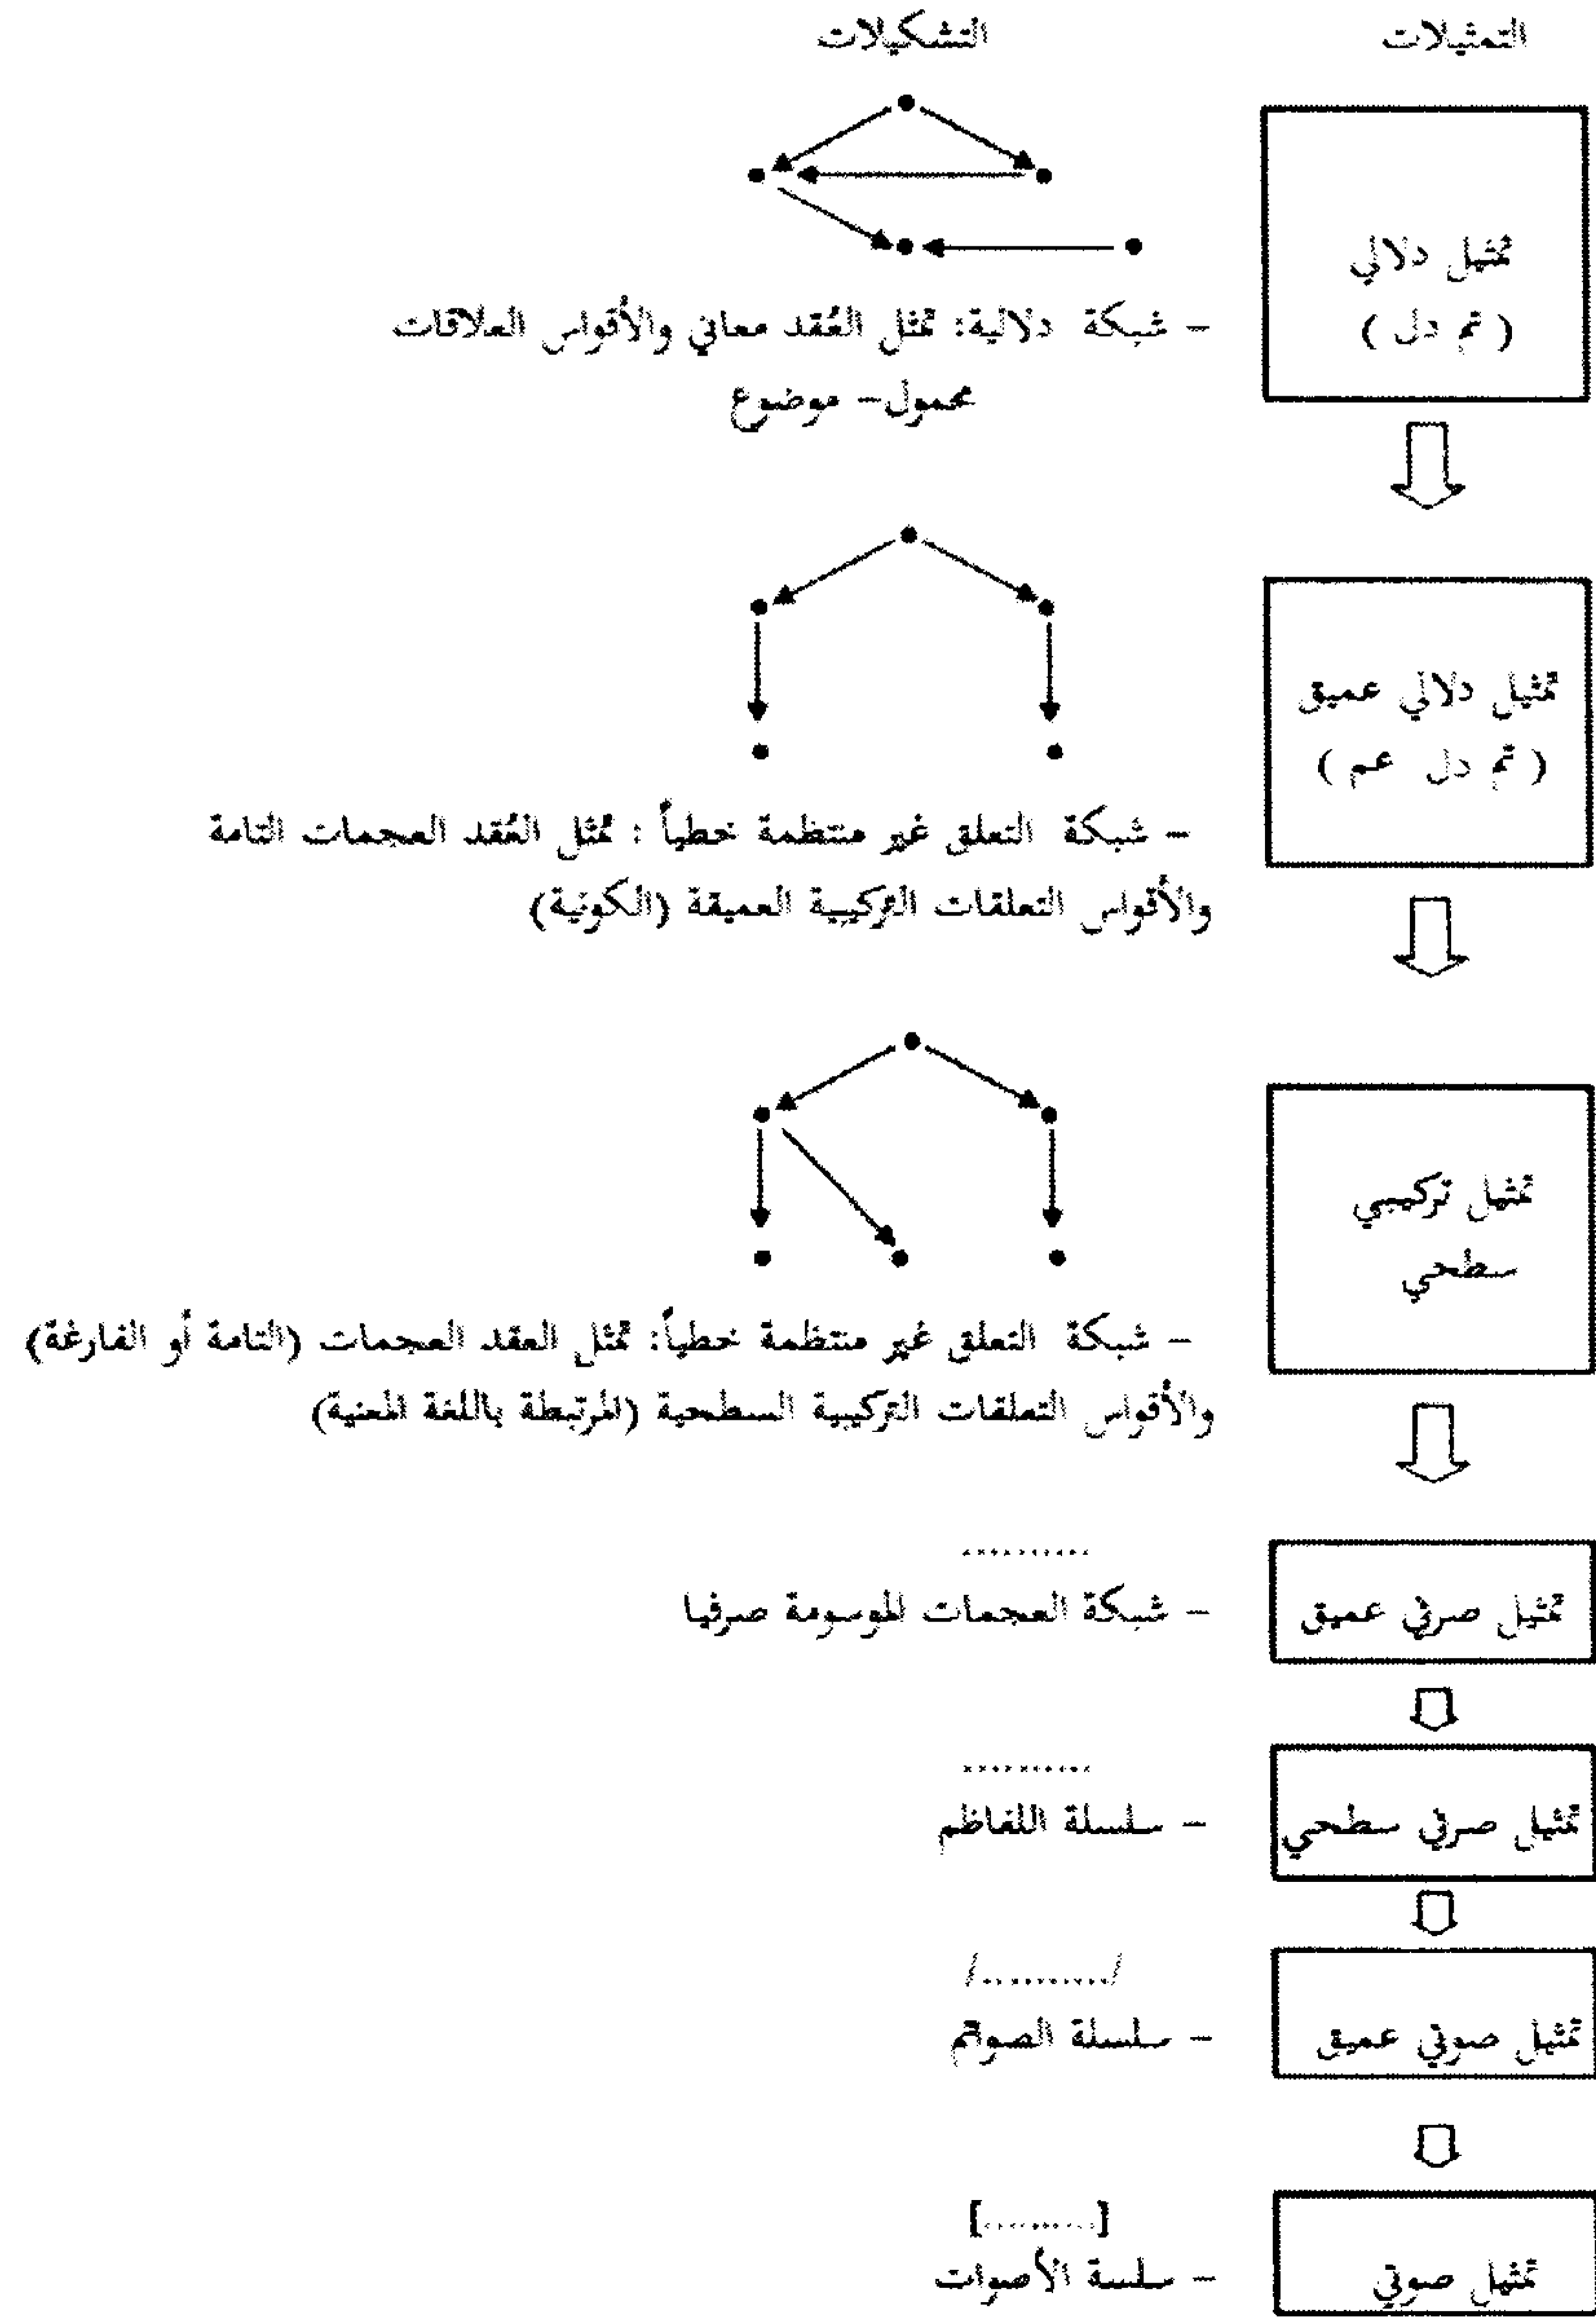 التمثيلات
التشكيلات
تمثيل دلالي
( تم دل )
– شبكة دلالية: تمثل العُقد معاني والأقواس العلاقات
محمول– موضوع
تمثيل دلالي عميق
( تم دل عم )
– شبكة التعلق غير منتظمة خطياً : تمثل العُقد العجمات التامة
والأقواس التعلقات التركيبية العميقة (الكونية)
تمثيل تركيبي
سطحي
– شبكة التعلق غير منتظمة خطياً: تمثل العقد العجمات (التامة أو الفارغة)
والأقواس التعلقات التركيبية السطحية (المرتبطة باللغة المعنية)
تمثيل صرفي عميق
..........
– شبكة العجمات الموسومة صرفيا
تمثيل صرفي سطحي
..........
– سلسلة اللفاظم
تمثيل صوتي عميق
/........../
– سلسلة الصواتم
تمثيل صوتي
[..........]
– سلسة الأصوات